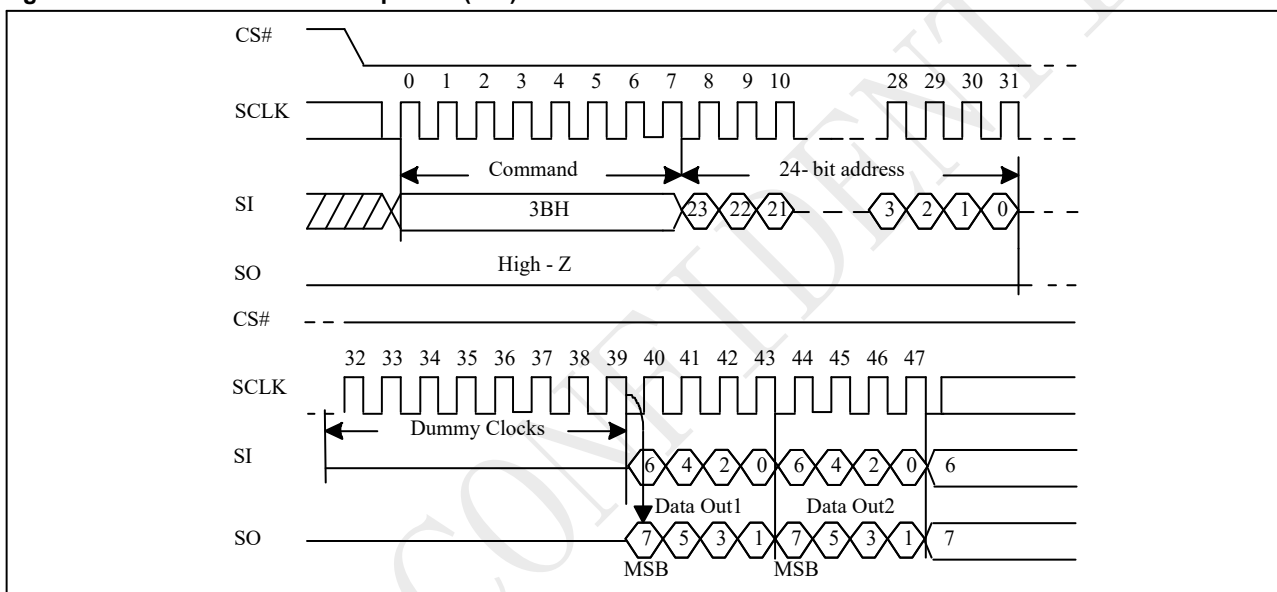 CS#
0 1 2 3 4 5 6 7 8 9 10 28 29 30 31
SCLK
Command 24- bit address
SI 3BH 23 22 21 3 2 1 0
SO High - Z
CS#
32 33 34 35 36 37 38 39 40 41 42 43 44 45 46 47
SCLK
Dummy Clocks
SI 6 4 2 0 6 4 2 0 6
Data Out1 Data Out2
SO 7 5 3 1 7 5 3 1 7
MSB MSB
CONFIDENT